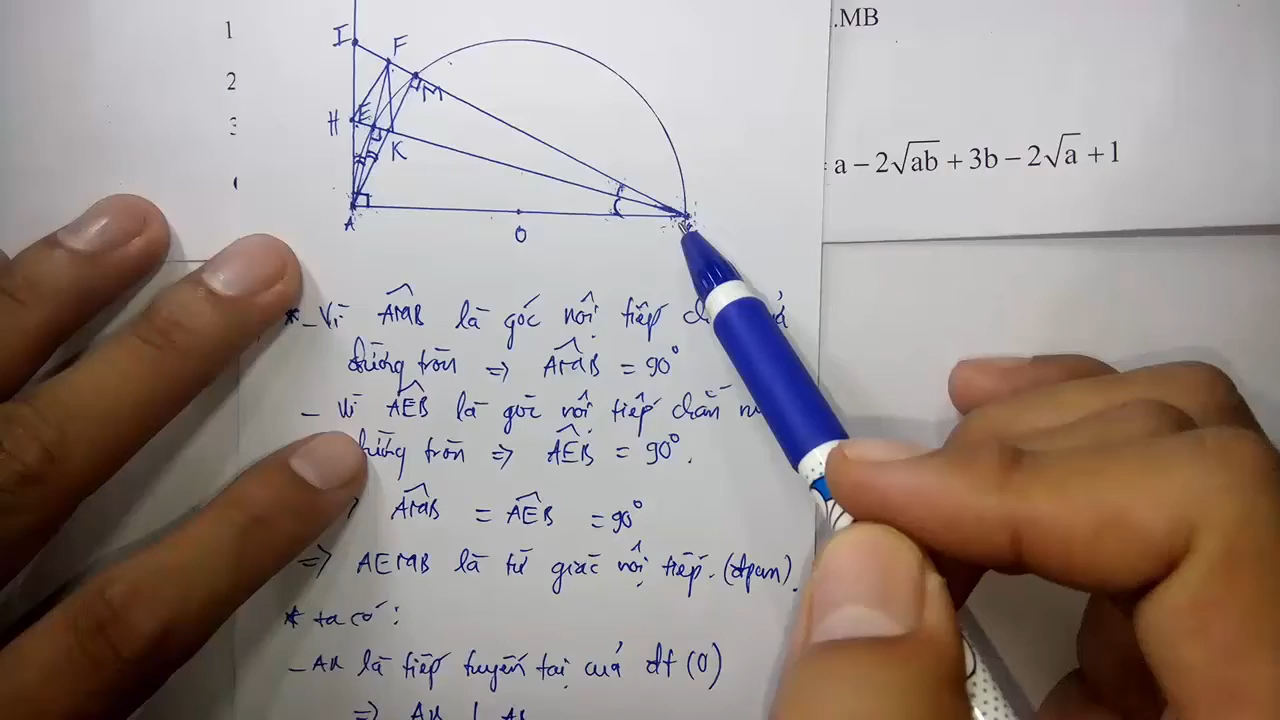 1
2
3
.MB
a − 2√ab + 3b − 2√a + 1
I
F
M
H
E
K
A
O
* - Vì AMB là góc nội tiếp
đường tròn => AMB = 90°
- Vì AEB là góc nội tiếp chắn
đường tròn => AEB = 90°.
AMB = AEB = 90°
=> AEMB là tứ giác nội tiếp. (đpcm)
* ta có:
- Ax là tiếp tuyến tại của đt (O)
=> Ax ⊥